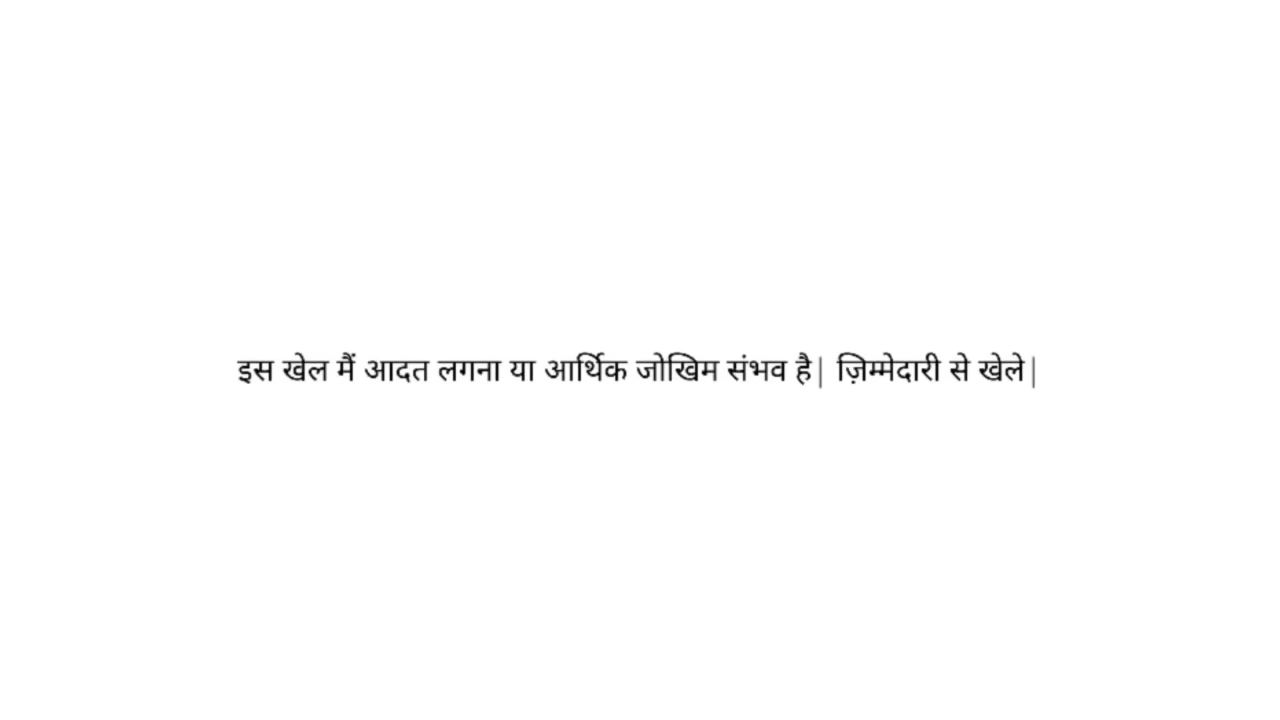 इस खेल मैं आदत लगना या आर्थिक जोखिम संभव है| ज़िम्मेदारी से खेले|